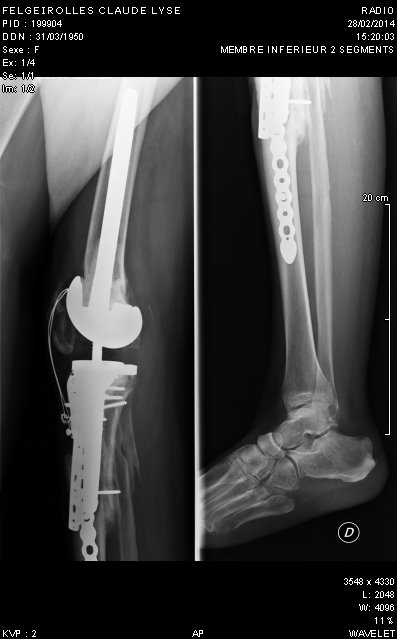 FELGEIROLLES CLAUDE LYSE
PID : 199904
DDN : 31/03/1950
Sexe : F
Ex: 1/4
Se: 1/1
Im: 1/2
RADIO
28/02/2014
15:20:03
MEMBRE INFERIEUR 2 SEGMENTS
20 cm
D
3548 x 4330
L: 2048
W: 4096
11 %
KVP : 2
AP
WAVELET